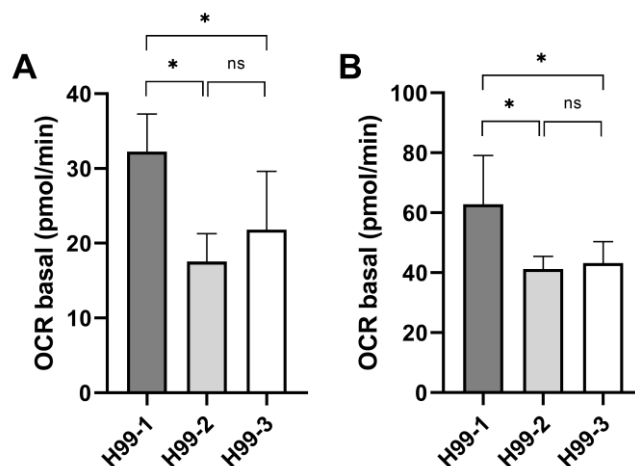 A
OCR basal (pmol/min)
40
30
20
10
0
*
*
ns
H99-1
H99-2
H99-3
B
OCR basal (pmol/min)
100
80
60
40
20
0
*
*
ns
H99-1
H99-2
H99-3